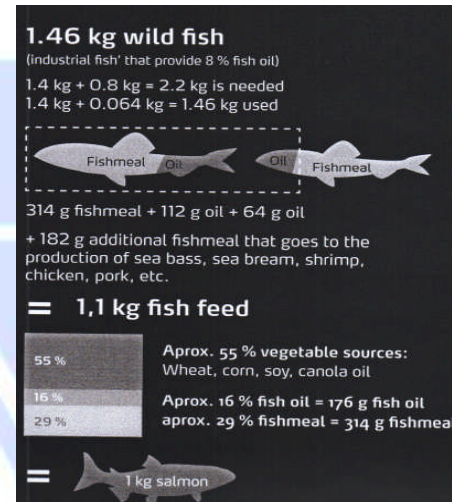 1.46 kg wild fish
(industrial fish' that provide 8 % fish oil)
1.4 kg + 0.8 kg = 2.2 kg is needed
1.4 kg + 0.064 kg = 1.46 kg used
Fishmeal Oil Oil Fishmeal
314 g fishmeal + 112 g oil + 64 g oil
+ 182 g additional fishmeal that goes to the
production of sea bass, sea bream, shrimp,
chicken, pork, etc.
= 1,1 kg fish feed
55 %
Aprox. 55 % vegetable sources:
Wheat, corn, soy, canola oil
16 %
Aprox. 16 % fish oil = 176 g fish oil
29 %
aprox. 29 % fishmeal = 314 g fishmeal
= 1 kg salmon